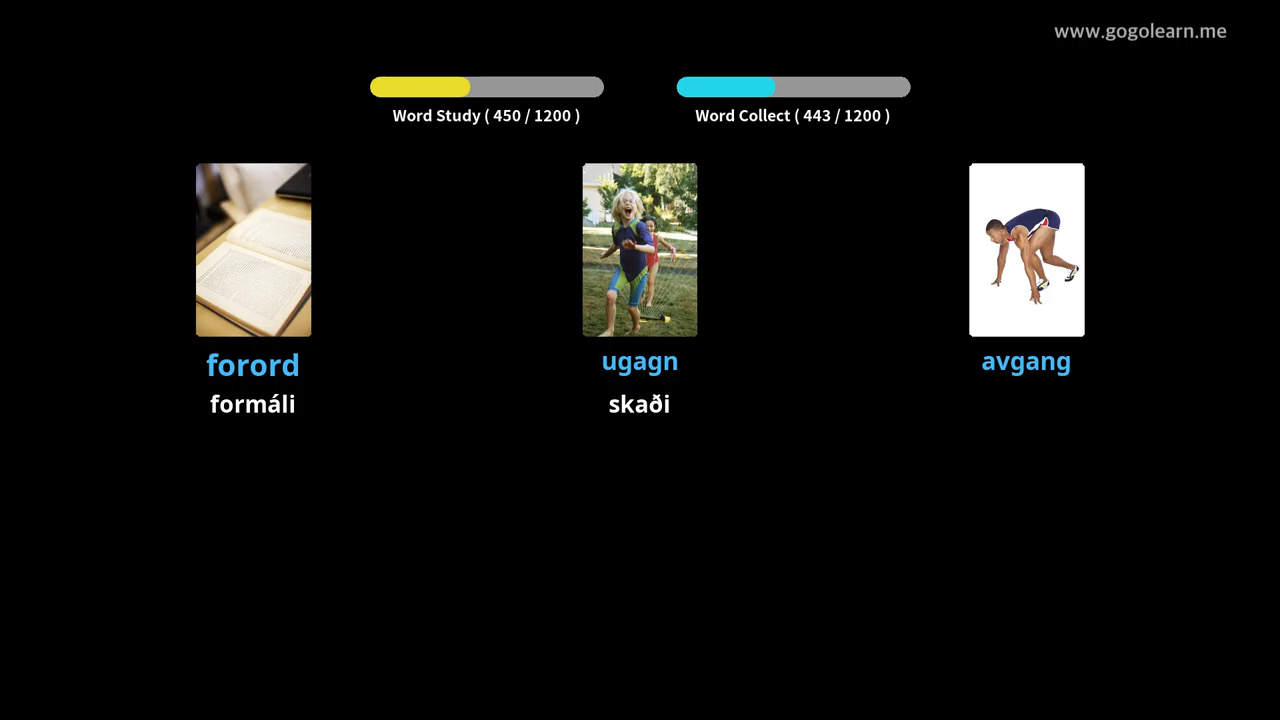 www.gogolearn.me
Word Study ( 450 / 1200 )
Word Collect ( 443 / 1200 )
forord
ugagn
avgang
formáli
skaði